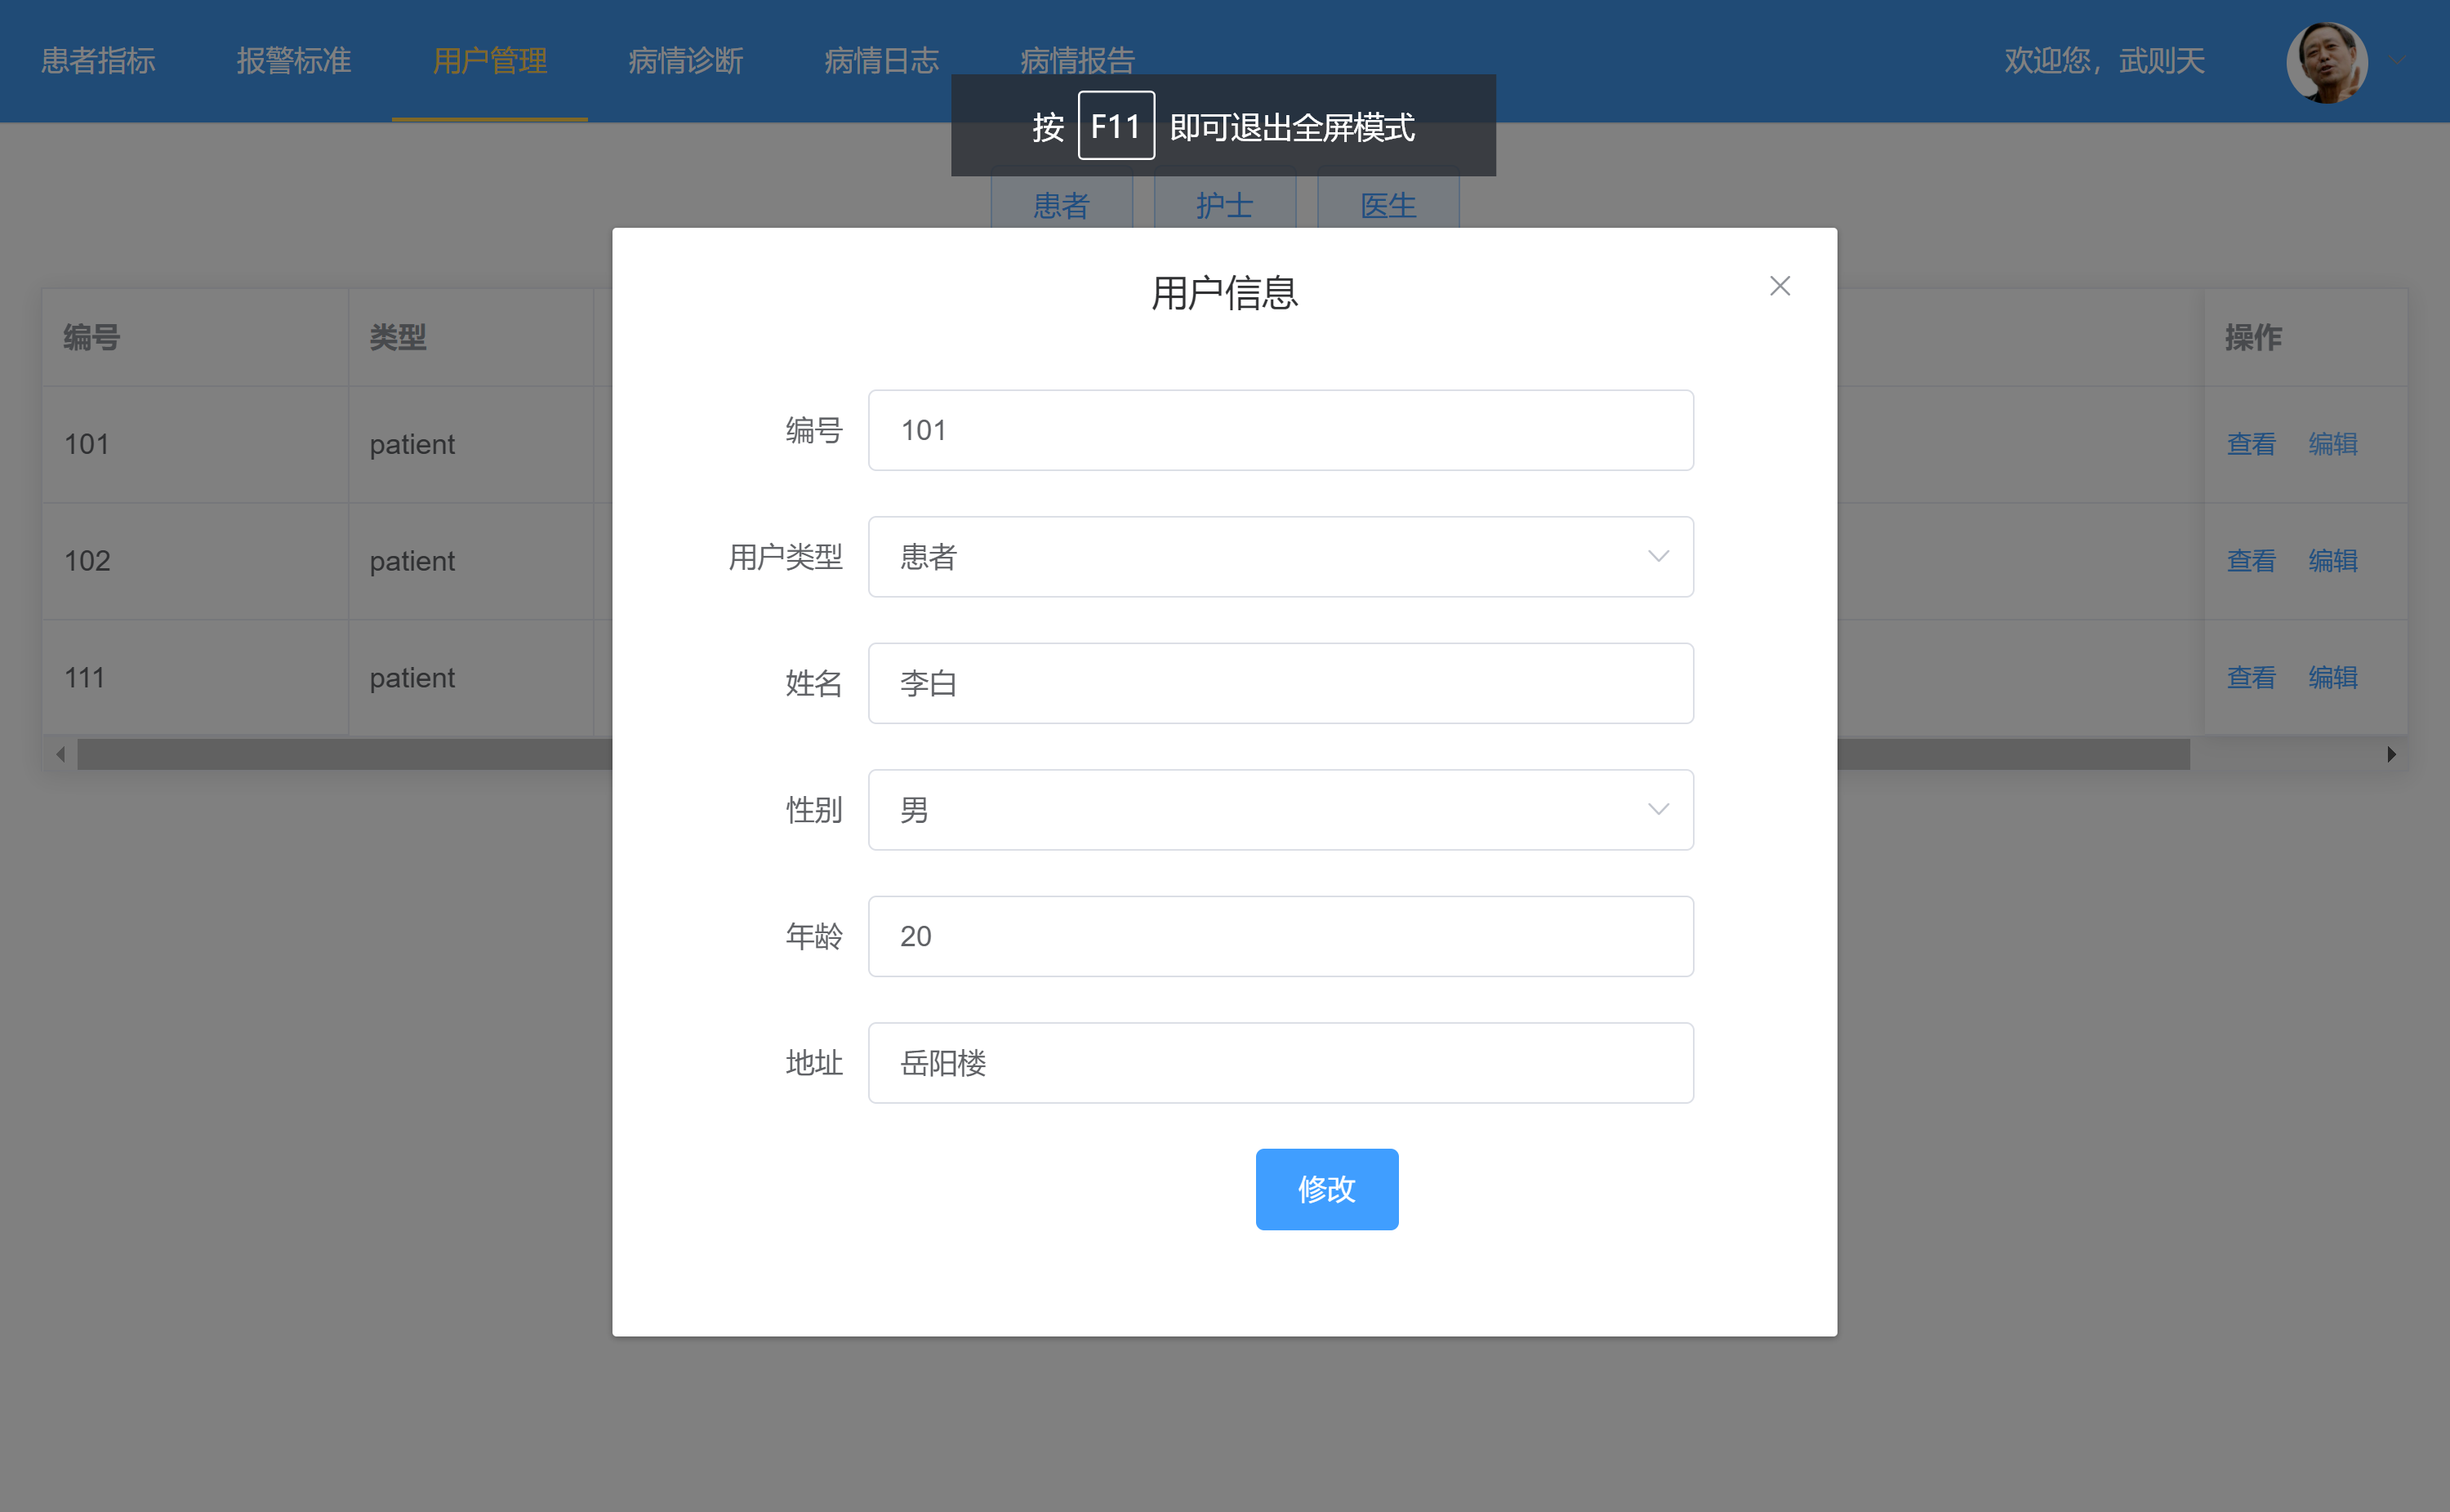 患者指标 报警标准 用户管理 病情诊断 病情日志 病情报告 欢迎您，武则天
按 F11 即可退出全屏模式
患者 护士 医生
用户信息
编号 类型 操作
编号 101
101 patient 查看 编辑
用户类型 患者
102 patient 查看 编辑
姓名 李白
111 patient 查看 编辑
性别 男
年龄 20
地址 岳阳楼
修改